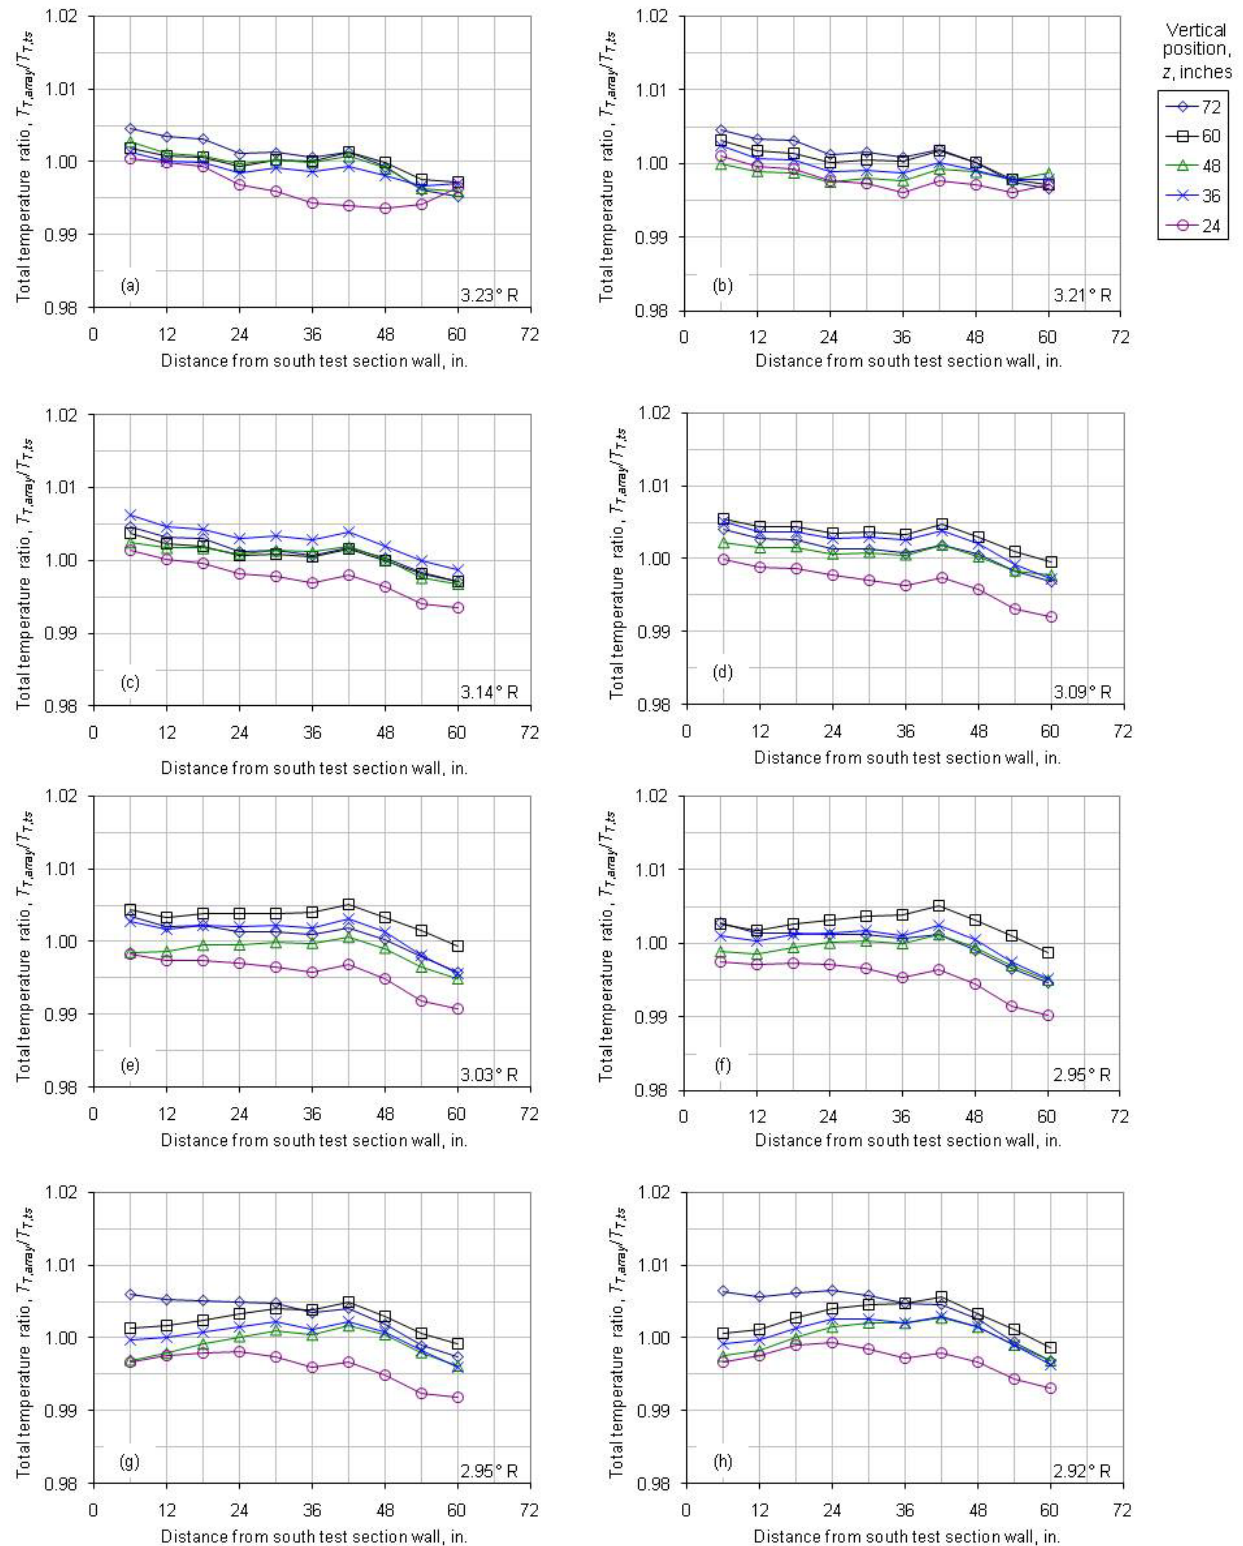 Total temperature ratio, T_T,array/T_T,ts
1.02
1.01
1.00
0.99
0.98
(a)
3.23° R
0 12 24 36 48 60 72
Distance from south test section wall, in.
Total temperature ratio, T_T,array/T_T,ts
1.02
1.01
1.00
0.99
0.98
(b)
3.21° R
0 12 24 36 48 60 72
Distance from south test section wall, in.
Vertical
position,
z, inches
72
60
48
36
24
Total temperature ratio, T_T,array/T_T,ts
1.02
1.01
1.00
0.99
0.98
(c)
3.14° R
0 12 24 36 48 60 72
Distance from south test section wall, in.
Total temperature ratio, T_T,array/T_T,ts
1.02
1.01
1.00
0.99
0.98
(d)
3.09° R
0 12 24 36 48 60 72
Distance from south test section wall, in.
Total temperature ratio, T_T,array/T_T,ts
1.02
1.01
1.00
0.99
0.98
(e)
3.03° R
0 12 24 36 48 60 72
Distance from south test section wall, in.
Total temperature ratio, T_T,array/T_T,ts
1.02
1.01
1.00
0.99
0.98
(f)
2.95° R
0 12 24 36 48 60 72
Distance from south test section wall, in.
Total temperature ratio, T_T,array/T_T,ts
1.02
1.01
1.00
0.99
0.98
(g)
2.95° R
0 12 24 36 48 60 72
Distance from south test section wall, in.
Total temperature ratio, T_T,array/T_T,ts
1.02
1.01
1.00
0.99
0.98
(h)
2.92° R
0 12 24 36 48 60 72
Distance from south test section wall, in.